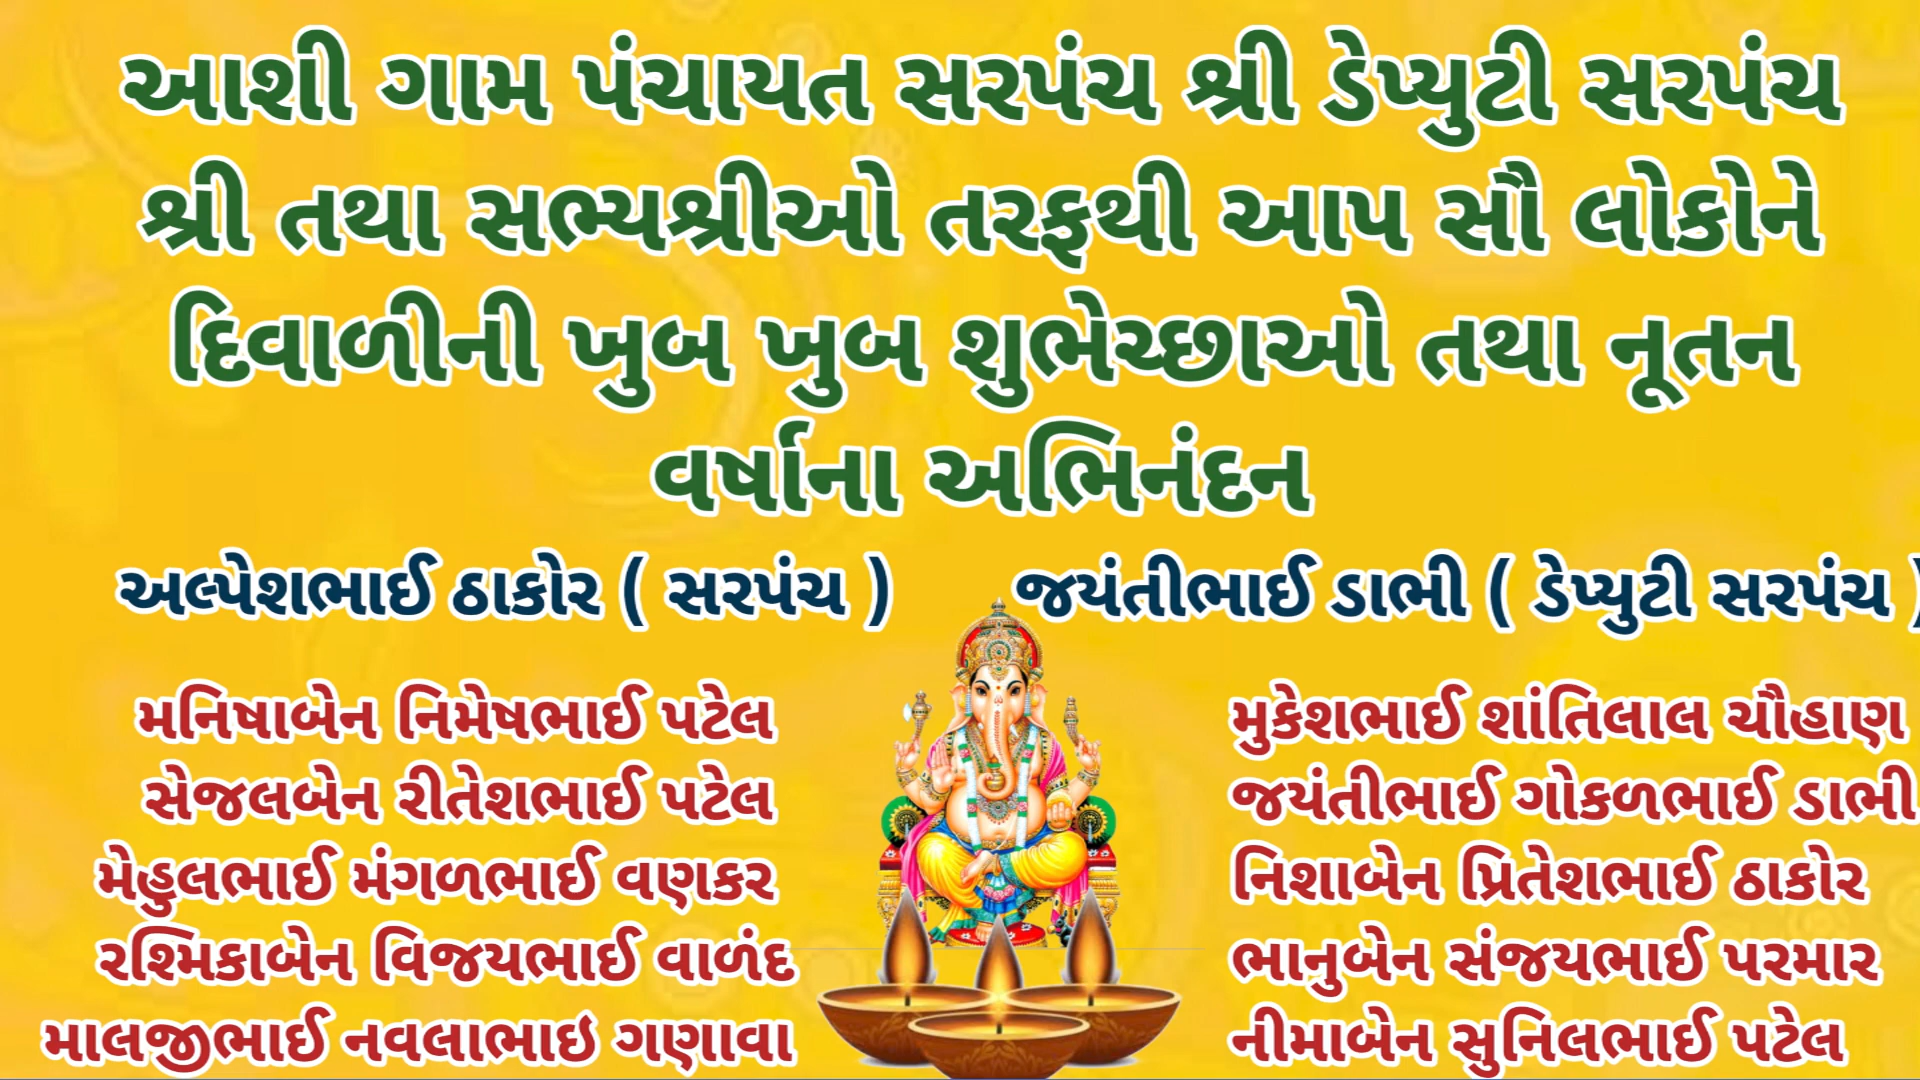 આશી ગામ પંચાયત સરપંચ શ્રી ડેપ્યુટી સરપંચ
શ્રી તથા સભ્યશ્રીઓ તરફથી આપ સૌ લોકોને
દિવાળીની ખુબ ખુબ શુભેચ્છાઓ તથા નૂતન
વર્ષાના અભિનંદન
અલ્પેશભાઈ ઠાકોર ( સરપંચ )
જયંતીભાઈ ડાભી ( ડેપ્યુટી સરપંચ )
મનિષાબેન નિમેષભાઈ પટેલ
સેજલબેન રીતેશભાઈ પટેલ
મેહુલભાઈ મંગળભાઈ વણકર
રશ્મિકાબેન વિજયભાઈ વાળંદ
માલજીભાઈ નવલાભાઇ ગણાવા
મુકેશભાઈ શાંતિલાલ ચૌહાણ
જયંતીભાઈ ગોકળભાઈ ડાભી
નિશાબેન પ્રિતેશભાઈ ઠાકોર
ભાનુબેન સંજયભાઈ પરમાર
નીમાબેન સુનિલભાઈ પટેલ